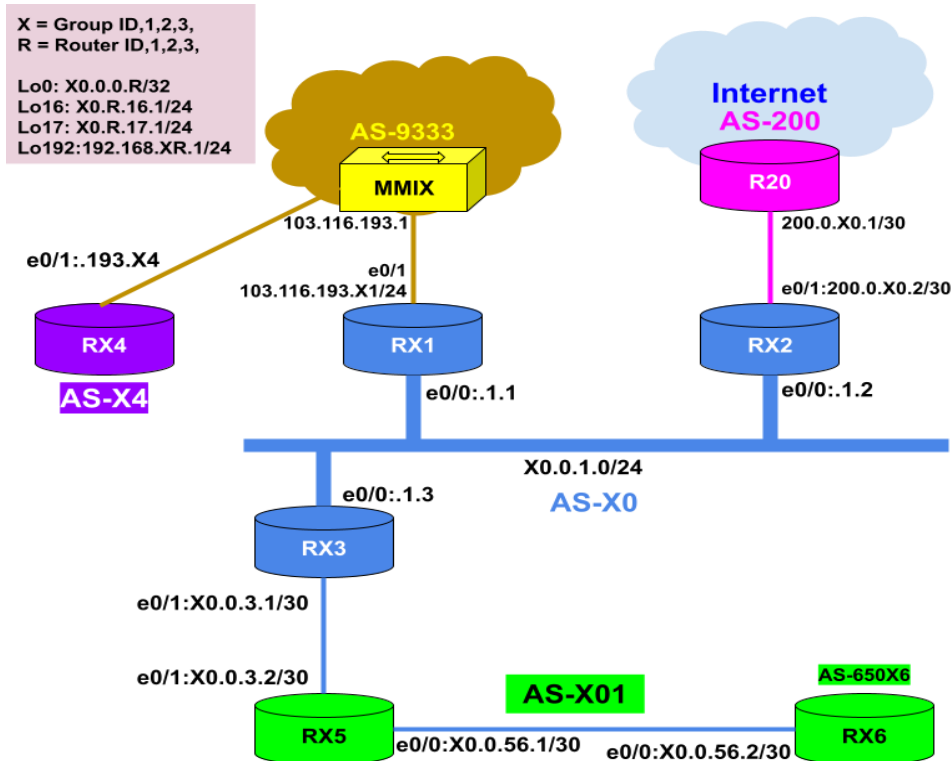 X = Group ID,1,2,3,
R = Router ID,1,2,3,
Lo0: X0.0.0.R/32
Lo16: X0.R.16.1/24
Lo17: X0.R.17.1/24
Lo192:192.168.XR.1/24
AS-9333
MMIX
103.116.193.1
Internet
AS-200
R20
200.0.X0.1/30
e0/1:.193.X4
e0/1
103.116.193.X1/24
e0/1:200.0.X0.2/30
RX4
AS-X4
RX1
RX2
e0/0:.1.1
e0/0:.1.2
X0.0.1.0/24
AS-X0
e0/0:.1.3
RX3
e0/1:X0.0.3.1/30
e0/1:X0.0.3.2/30
AS-X01
AS-650X6
RX5
e0/0:X0.0.56.1/30
e0/0:X0.0.56.2/30
RX6